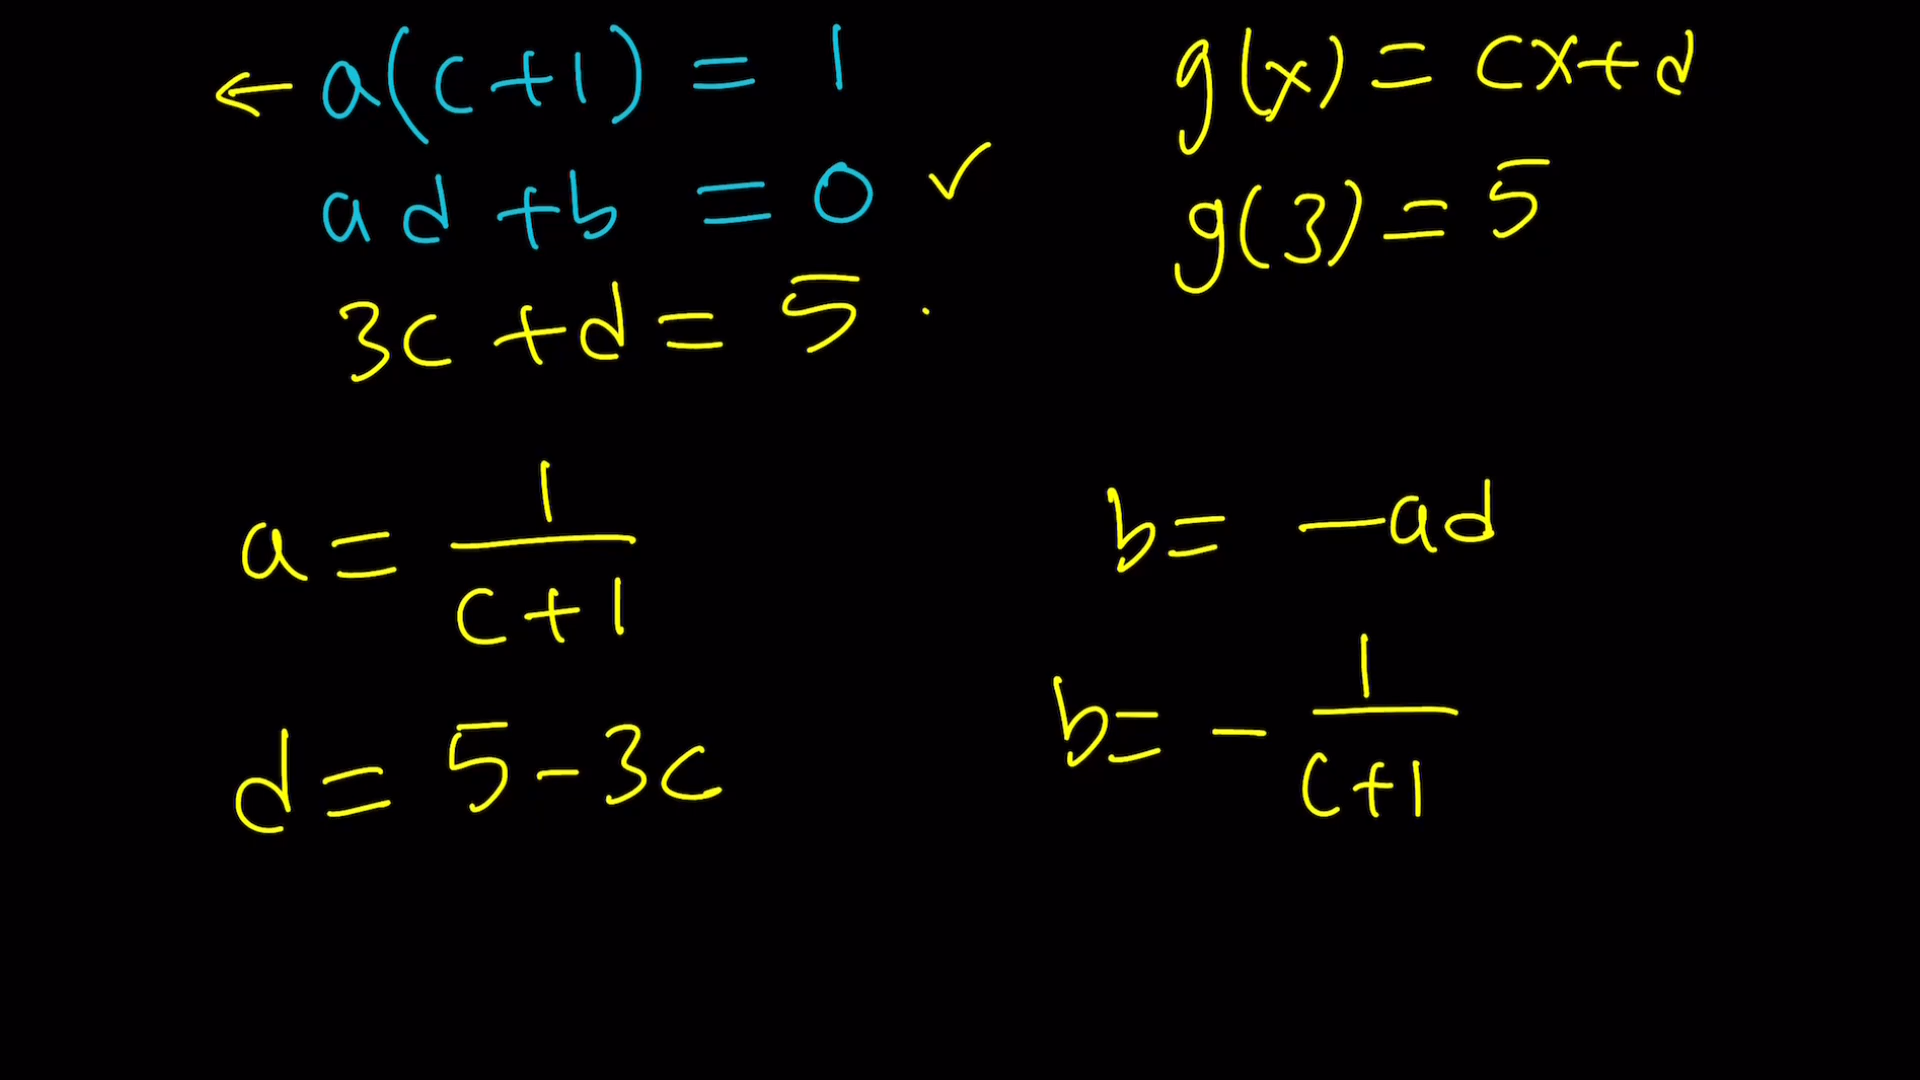 ← a(c+1) = 1
ad + b = 0 ✓
3c + d = 5 .
g(x) = cx+d
g(3) = 5
a = 1/(c+1)
d = 5-3c
b = -ad
b = - 1/(c+1)